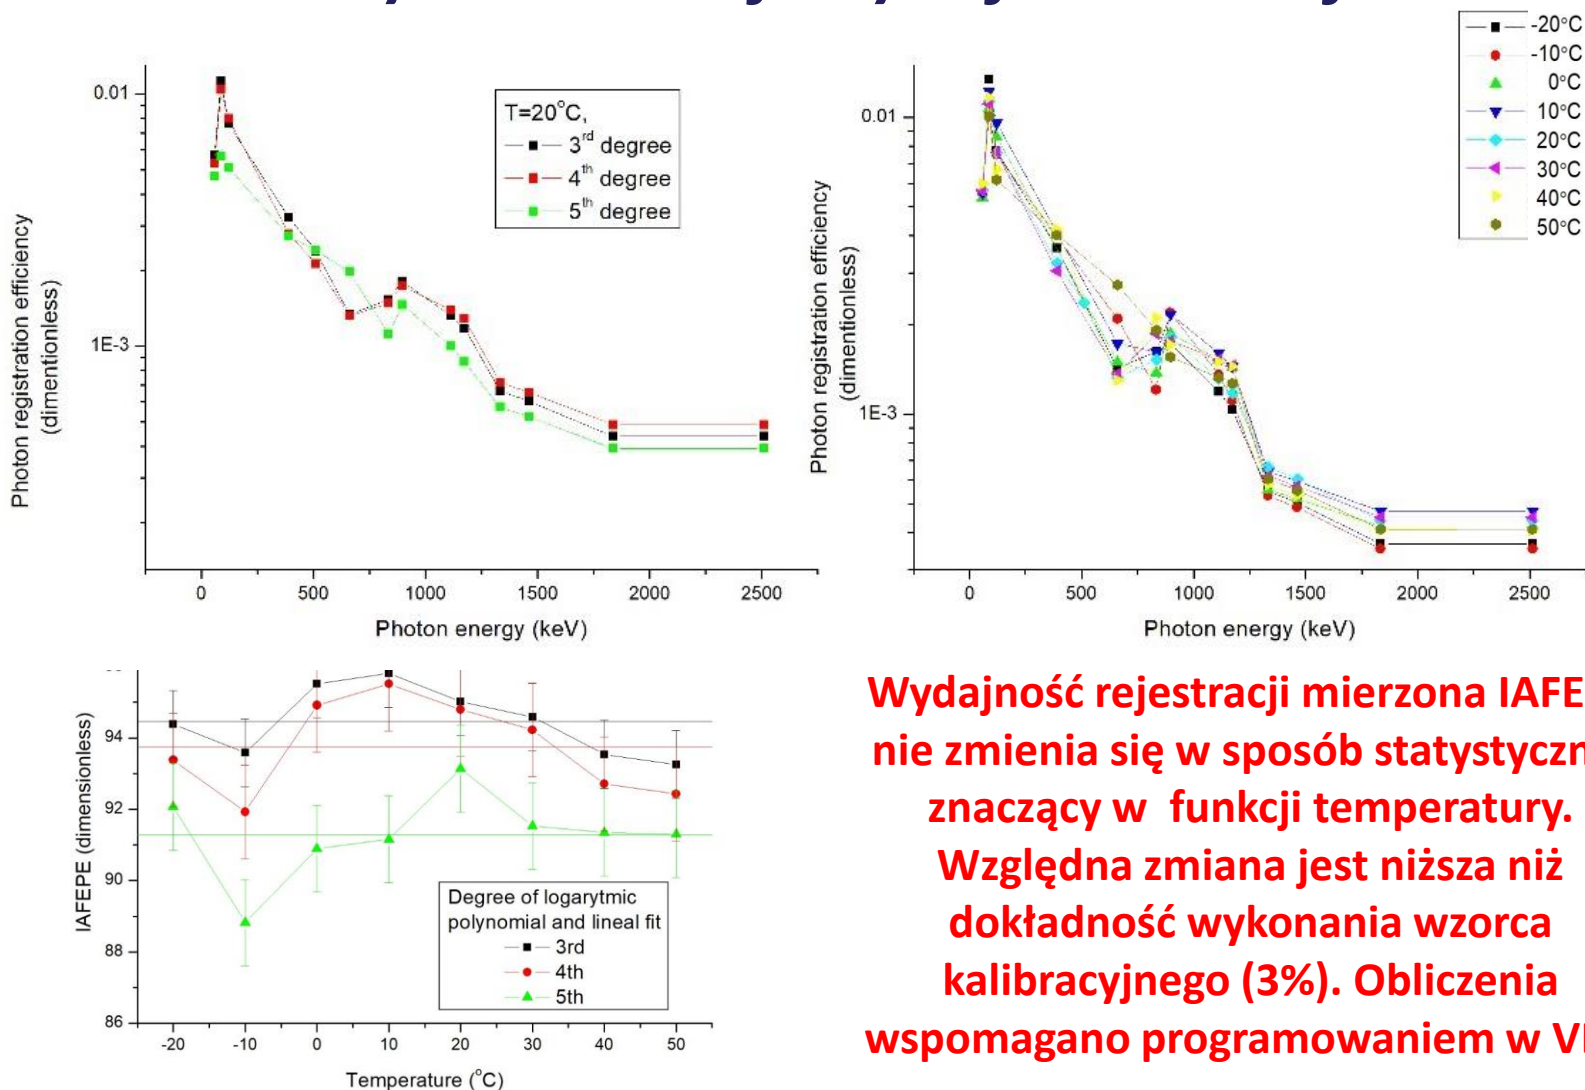 0.01
1E-3
Photon registration efficiency
(dimentionless)
T=20°C,
3rd degree
4th degree
5th degree
0 500 1000 1500 2000 2500
Photon energy (keV)
-20°C
-10°C
0°C
10°C
20°C
30°C
40°C
50°C
0.01
1E-3
Photon registration efficiency
(dimentionless)
0 500 1000 1500 2000 2500
Photon energy (keV)
94
92
90
88
86
IAFEPE (dimensionless)
Degree of logarytmic
polynomial and lineal fit
3rd
4th
5th
-20 -10 0 10 20 30 40 50
Temperature (°C)
Wydajność rejestracji mierzona
nie zmienia się w sposób
znaczący w funkcji temperatury.
Względna zmiana jest niższa niż
dokładność wykonania wzorca
kalibracyjnego (3%). Obliczenia
wspomagano programowaniem w